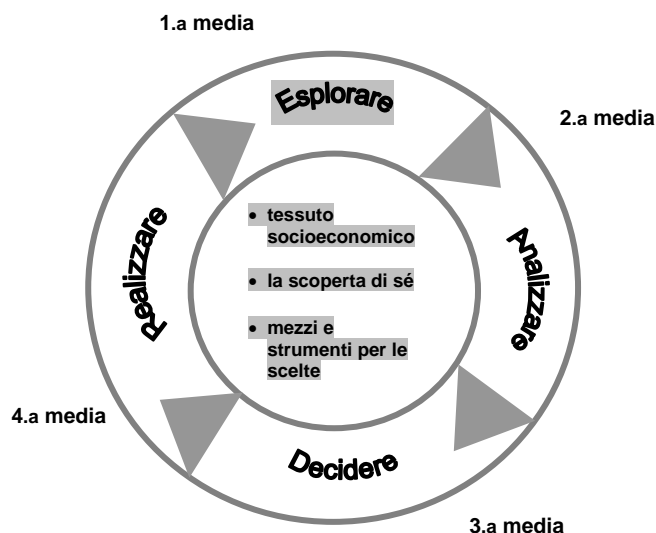 1.a media
Esplorare
2.a media
• tessuto
socioeconomico
• la scoperta di sé
• mezzi e
strumenti per le
scelte
Realizzare
Analizzare
4.a media
Decidere
3.a media